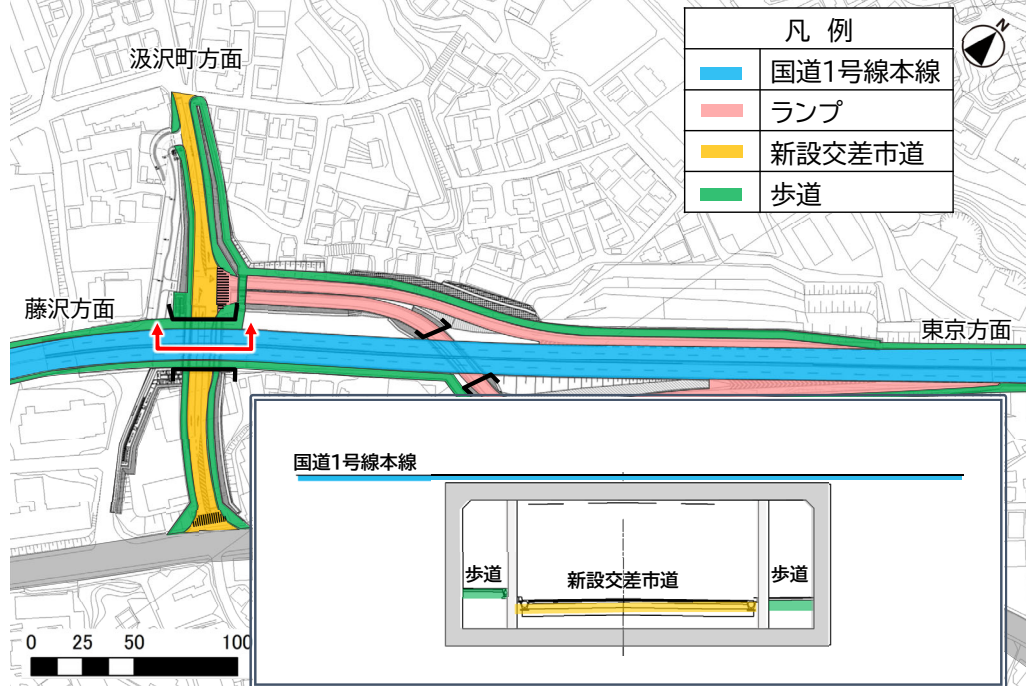 汲沢町方面
凡 例
国道1号線本線
ランプ
新設交差市道
歩道
N
藤沢方面
東京方面
国道1号線本線
歩道
新設交差市道
歩道
0 25 50 100